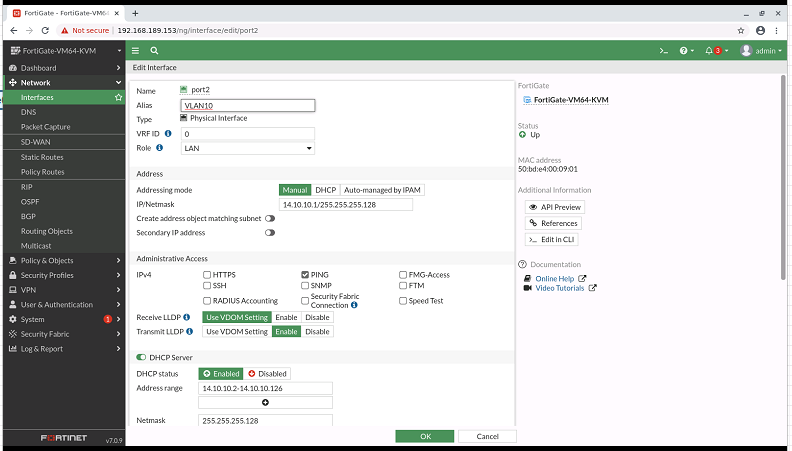 FortiGate - FortiGate-VM64-K
Not secure
192.168.189.153/ng/interface/edit/port2
FortiGate-VM64-KVM
3
admin
Dashboard
Network
Interfaces
DNS
Packet Capture
SD-WAN
Static Routes
Policy Routes
RIP
OSPF
BGP
Routing Objects
Multicast
Policy & Objects
Security Profiles
VPN
User & Authentication
System
1
Security Fabric
Log & Report
FORTINET
v7.0.9
Edit Interface
Name
port2
Alias
VLAN10
Type
Physical Interface
VRF ID
0
Role
LAN
Address
Addressing mode
Manual DHCP Auto-managed by IPAM
IP/Netmask
14.10.10.1/255.255.255.128
Create address object matching subnet
Secondary IP address
Administrative Access
IPv4
HTTPS PING FMG-Access
SSH SNMP FTM
RADIUS Accounting Security Fabric Connection Speed Test
Receive LLDP
Use VDOM Setting Enable Disable
Transmit LLDP
Use VDOM Setting Enable Disable
DHCP Server
DHCP status
Enabled Disabled
Address range
14.10.10.2-14.10.10.126
Netmask
255.255.255.128
OK
Cancel
FortiGate
FortiGate-VM64-KVM
Status
Up
MAC address
50:bd:e4:00:09:01
Additional Information
API Preview
References
Edit in CLI
Documentation
Online Help
Video Tutorials